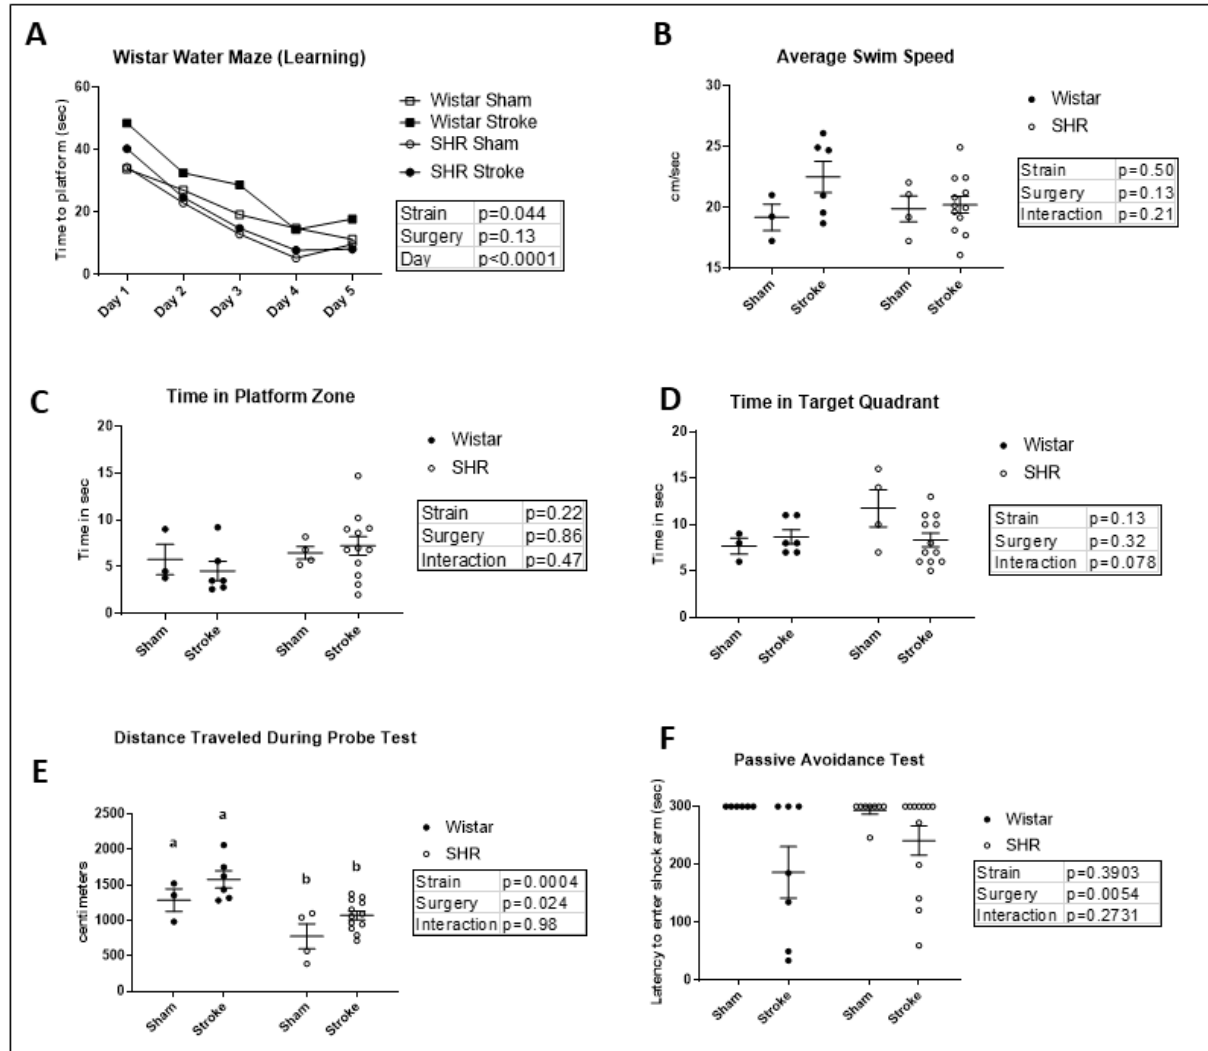 A
Wistar Water Maze (Learning)
Time to platform (sec)
60
40
20
0
Day 1
Day 2
Day 3
Day 4
Day 5
Wistar Sham
Wistar Stroke
SHR Sham
SHR Stroke
Strain p=0.044
Surgery p=0.13
Day p<0.0001
B
Average Swim Speed
cm/sec
30
25
20
15
Sham
Stroke
Sham
Stroke
Wistar
SHR
Strain p=0.50
Surgery p=0.13
Interaction p=0.21
C
Time in Platform Zone
Time in sec
20
15
10
5
0
Sham
Stroke
Sham
Stroke
Wistar
SHR
Strain p=0.22
Surgery p=0.86
Interaction p=0.47
D
Time in Target Quadrant
Time in sec
20
15
10
5
0
Sham
Stroke
Sham
Stroke
Wistar
SHR
Strain p=0.13
Surgery p=0.32
Interaction p=0.078
E
Distance Traveled During Probe Test
centimeters
2500
2000
1500
1000
500
0
a
a
b
b
Sham
Stroke
Sham
Stroke
Wistar
SHR
Strain p=0.0004
Surgery p=0.024
Interaction p=0.98
F
Passive Avoidance Test
Latency to enter shock arm (sec)
300
200
100
0
Sham
Stroke
Sham
Stroke
Wistar
SHR
Strain p=0.3903
Surgery p=0.0054
Interaction p=0.2731